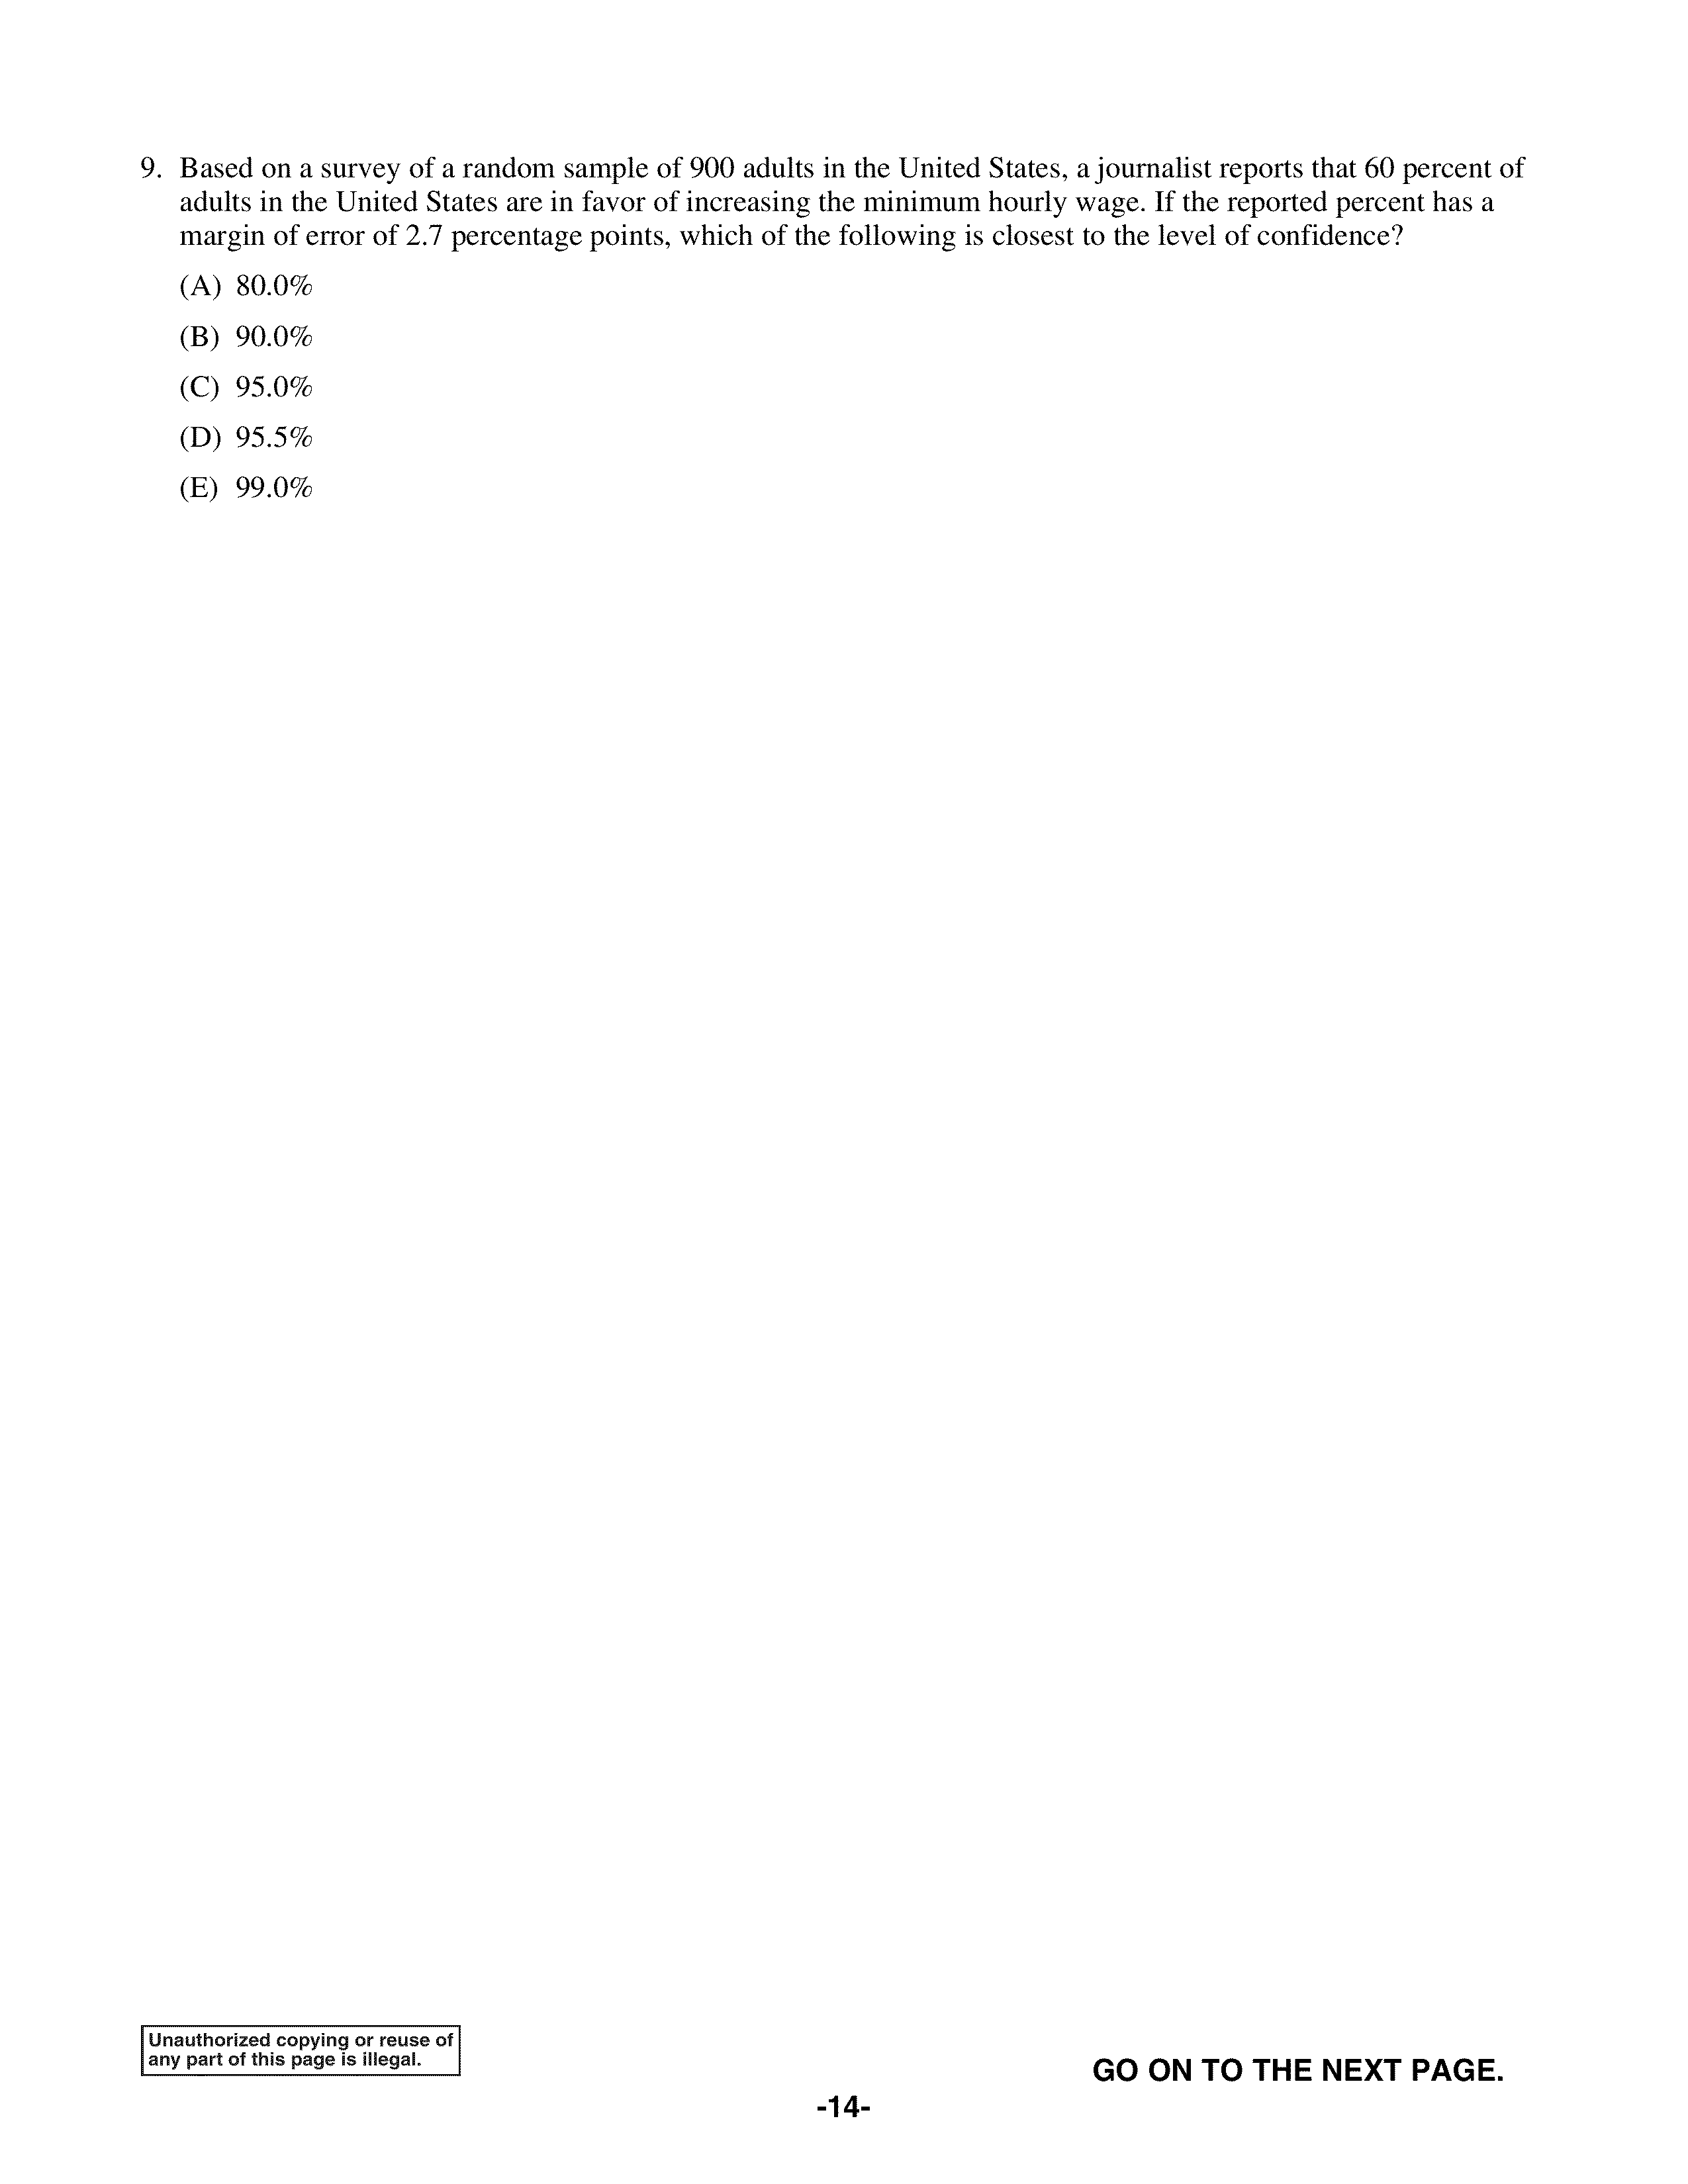 9. Based on a survey of a random sample of 900 adults in the United States, a journalist reports that 60 percent of
adults in the United States are in favor of increasing the minimum hourly wage. If the reported percent has a
margin of error of 2.7 percentage points, which of the following is closest to the level of confidence?
(A) 80.0%
(B) 90.0%
(C) 95.0%
(D) 95.5%
(E) 99.0%
Unauthorized copying or reuse of
any part of this page is illegal.
GO ON TO THE NEXT PAGE.
-14-